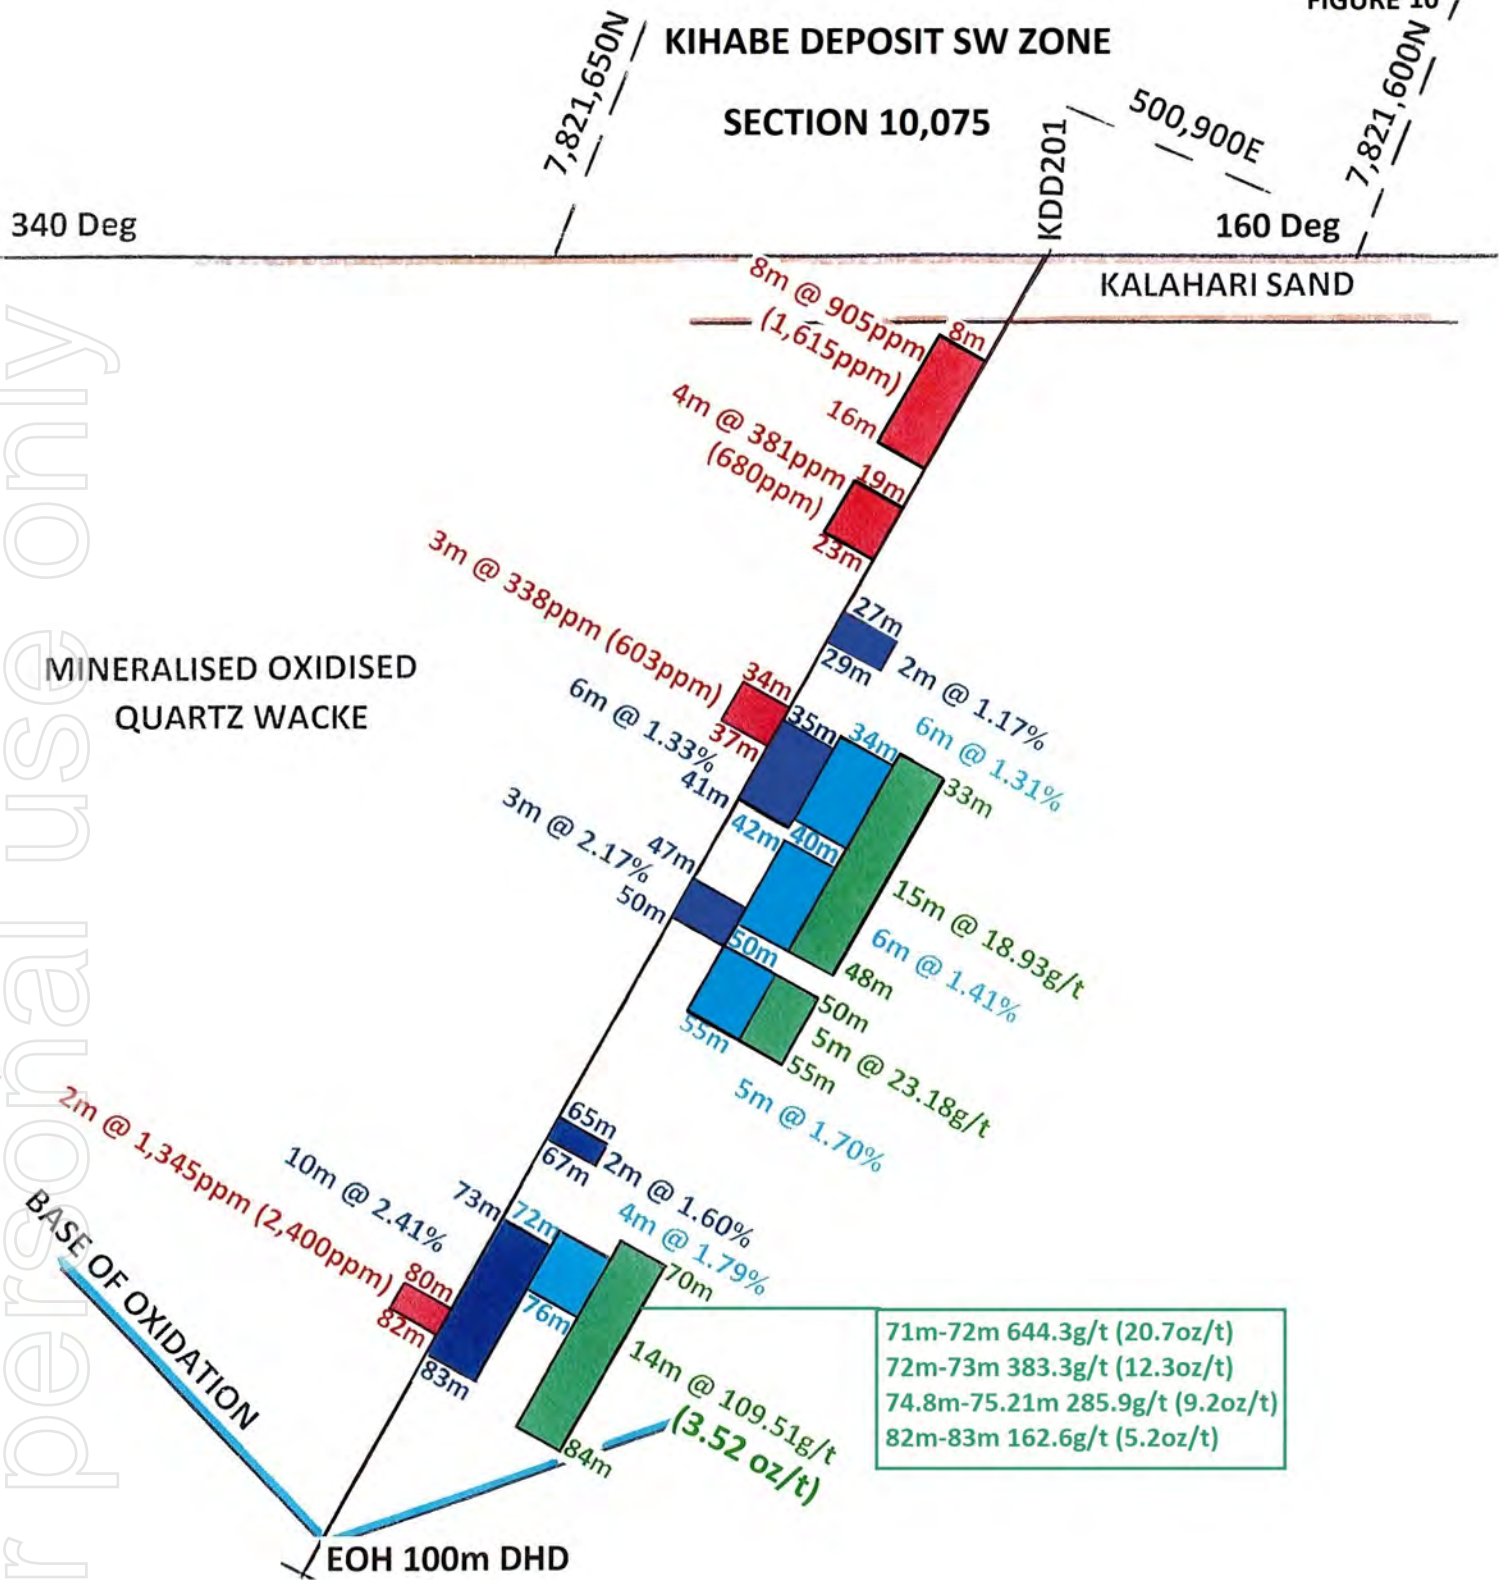 FIGURE 10
KIHABE DEPOSIT SW ZONE
SECTION 10,075
7,821,650N
KDD201
500,900E
7,821,600N
340 Deg
160 Deg
KALAHARI SAND
8m @ 905ppm
(1,615ppm)
8m
16m
4m @ 381ppm
(680ppm)
19m
23m
27m
29m
2m @ 1.17%
3m @ 338ppm (603ppm)
34m
37m
MINERALISED OXIDISED
QUARTZ WACKE
6m @ 1.33%
35m
41m
34m
6m @ 1.31%
40m
33m
42m
3m @ 2.17%
47m
50m
15m @ 18.93g/t
6m @ 1.41%
48m
50m
50m
5m @ 23.18g/t
55m
55m
5m @ 1.70%
65m
67m
2m @ 1.60%
2m @ 1,345ppm (2,400ppm)
80m
82m
10m @ 2.41%
73m
83m
72m
4m @ 1.79%
76m
70m
14m @ 109.51g/t
(3.52 oz/t)
84m
71m-72m 644.3g/t (20.7oz/t)
72m-73m 383.3g/t (12.3oz/t)
74.8m-75.21m 285.9g/t (9.2oz/t)
82m-83m 162.6g/t (5.2oz/t)
BASE OF OXIDATION
EOH 100m DHD
r personal use only